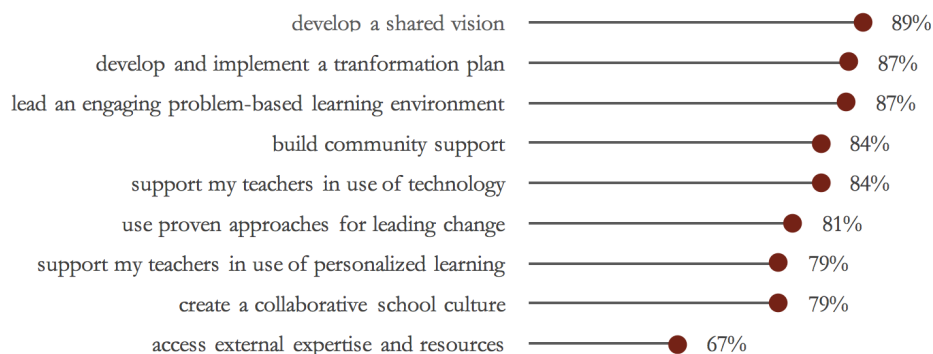 develop a shared vision 89%
develop and implement a tranformation plan 87%
lead an engaging problem-based learning environment 87%
build community support 84%
support my teachers in use of technology 84%
use proven approaches for leading change 81%
support my teachers in use of personalized learning 79%
create a collaborative school culture 79%
access external expertise and resources 67%